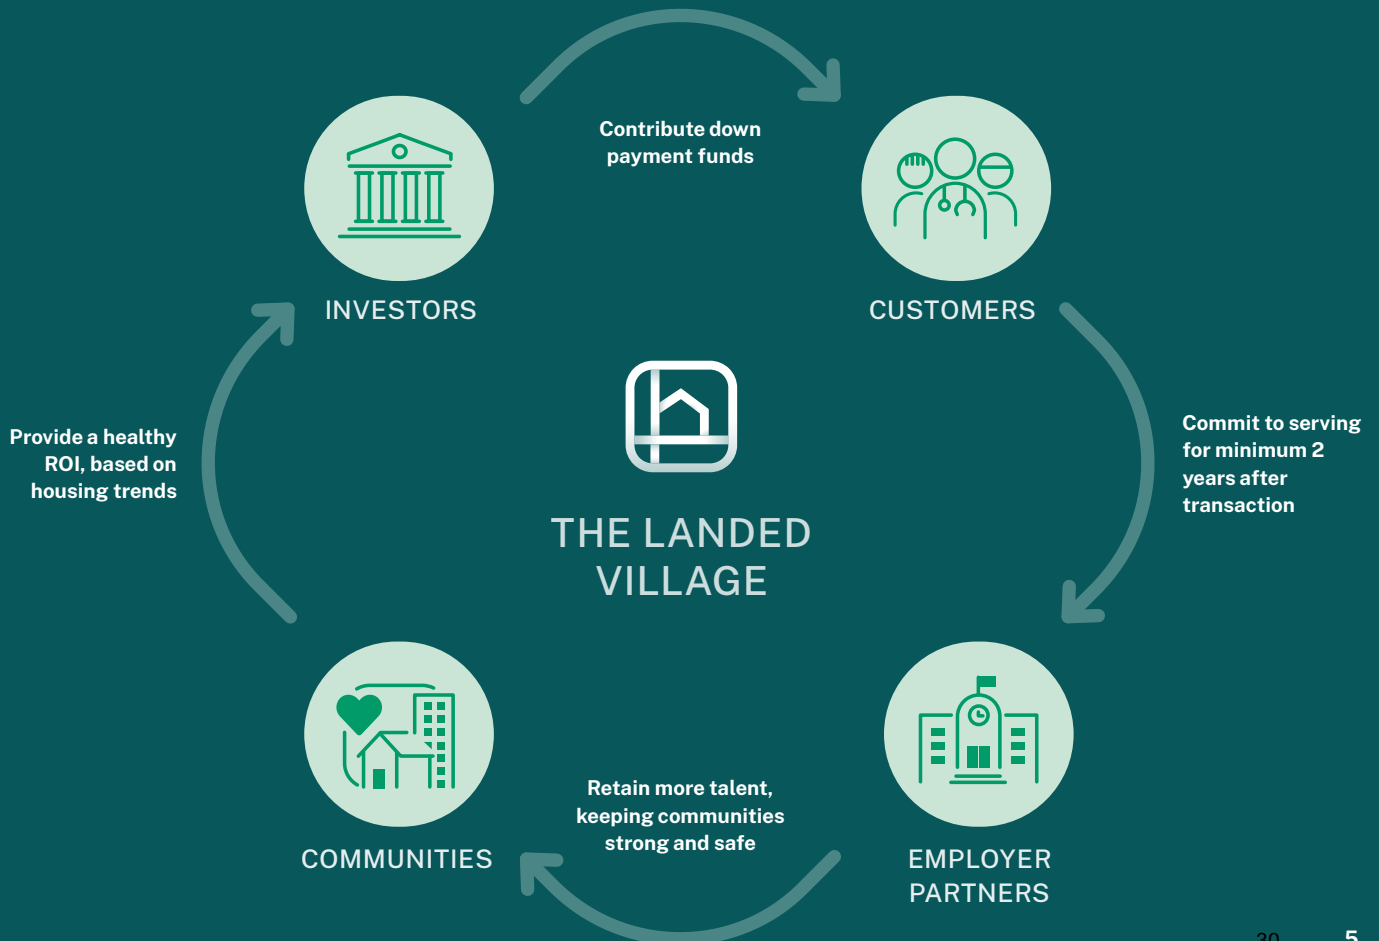 Contribute down
payment funds
INVESTORS
CUSTOMERS
Provide a healthy
ROI, based on
housing trends
Commit to serving
for minimum 2
years after
transaction
THE LANDED
VILLAGE
Retain more talent,
keeping communities
strong and safe
COMMUNITIES
EMPLOYER
PARTNERS
30
5